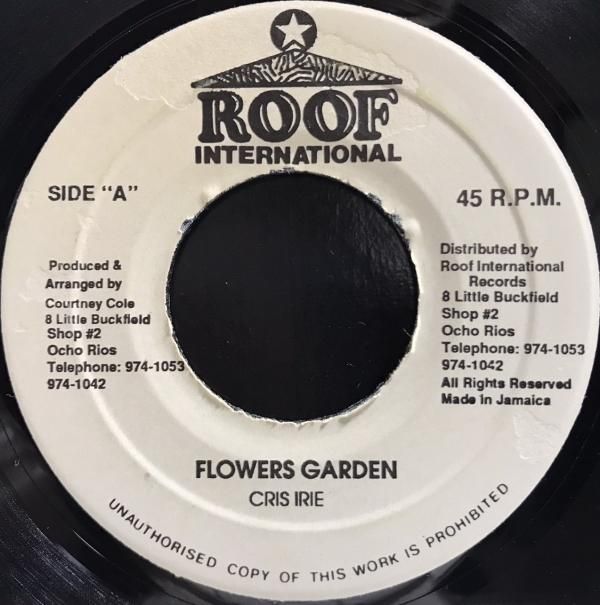 ROOF
INTERNATIONAL
SIDE "A"
45 R.P.M.
Produced &
Arranged by
Courtney Cole
8 Little Buckfield
Shop #2
Ocho Rios
Telephone: 974-1053
974-1042
Distributed by
Roof International
Records
8 Little Buckfield
Shop #2
Ocho Rios
Telephone: 974-1053
974-1042
All Rights Reserved
Made in Jamaica
FLOWERS GARDEN
CRIS IRIE
UNAUTHORISED COPY OF THIS WORK IS PROHIBITED